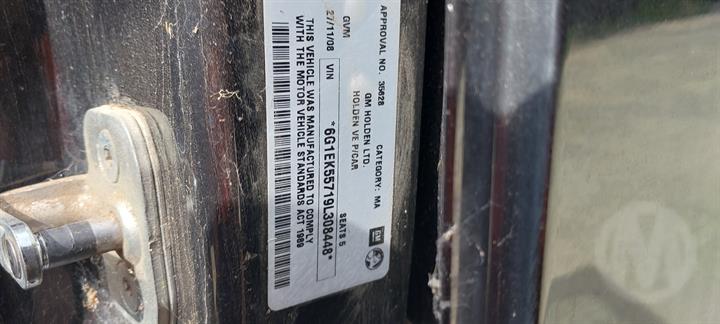 APPROVAL NO. 35628 CATEGORY: MA
GM HOLDEN LTD.
HOLDEN VE P/CAR
GVM SEATS 5
27/11/08 VIN *6G1EK55719L308448*
THIS VEHICLE WAS MANUFACTURED TO COMPLY
WITH THE MOTOR VEHICLE STANDARDS ACT 1989
GM
M